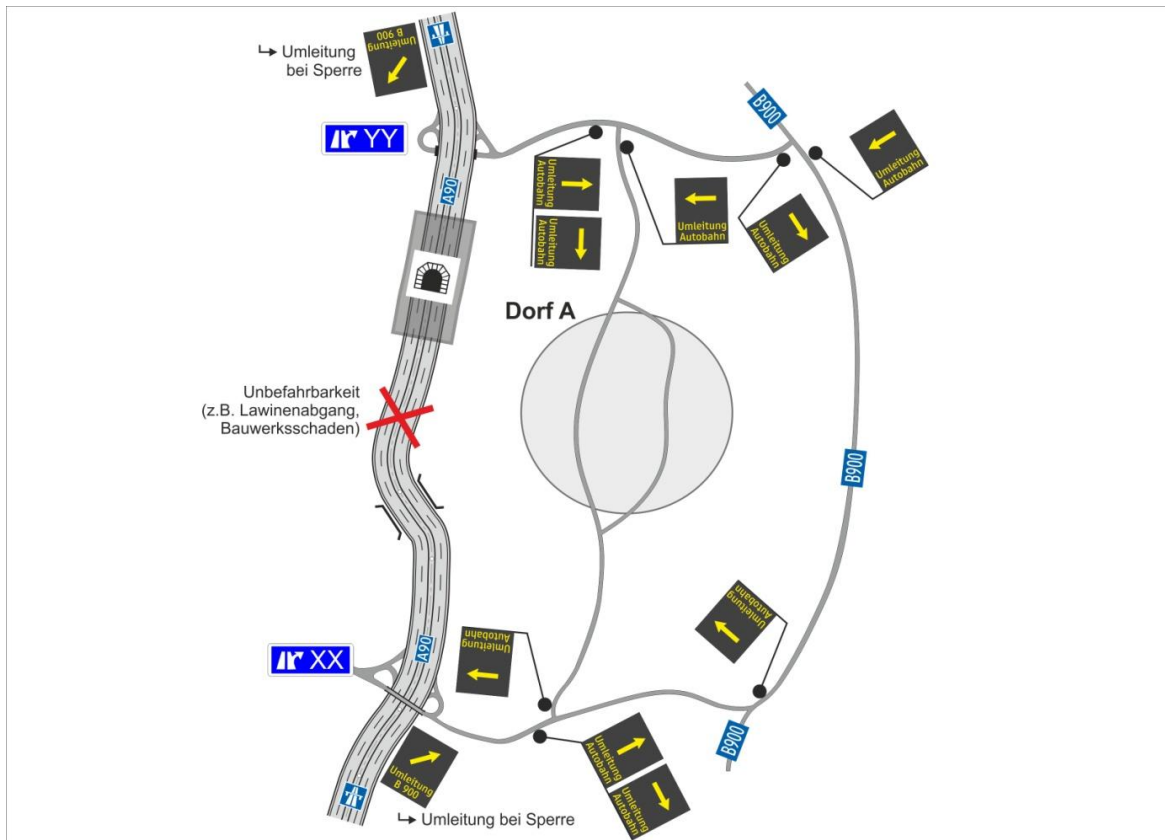 Umleitung
B 900
↳ Umleitung
bei Sperre
YY
A90
B900
Umleitung
Autobahn
Umleitung
Autobahn
Umleitung
Autobahn
Umleitung
Autobahn
Umleitung
Autobahn
Dorf A
Unbefahrbarkeit
(z.B. Lawinenabgang,
Bauwerksschaden)
B900
XX
A90
Umleitung
Autobahn
Umleitung
Autobahn
B900
Umleitung
B 900
Umleitung
Autobahn
Umleitung
Autobahn
↳ Umleitung bei Sperre